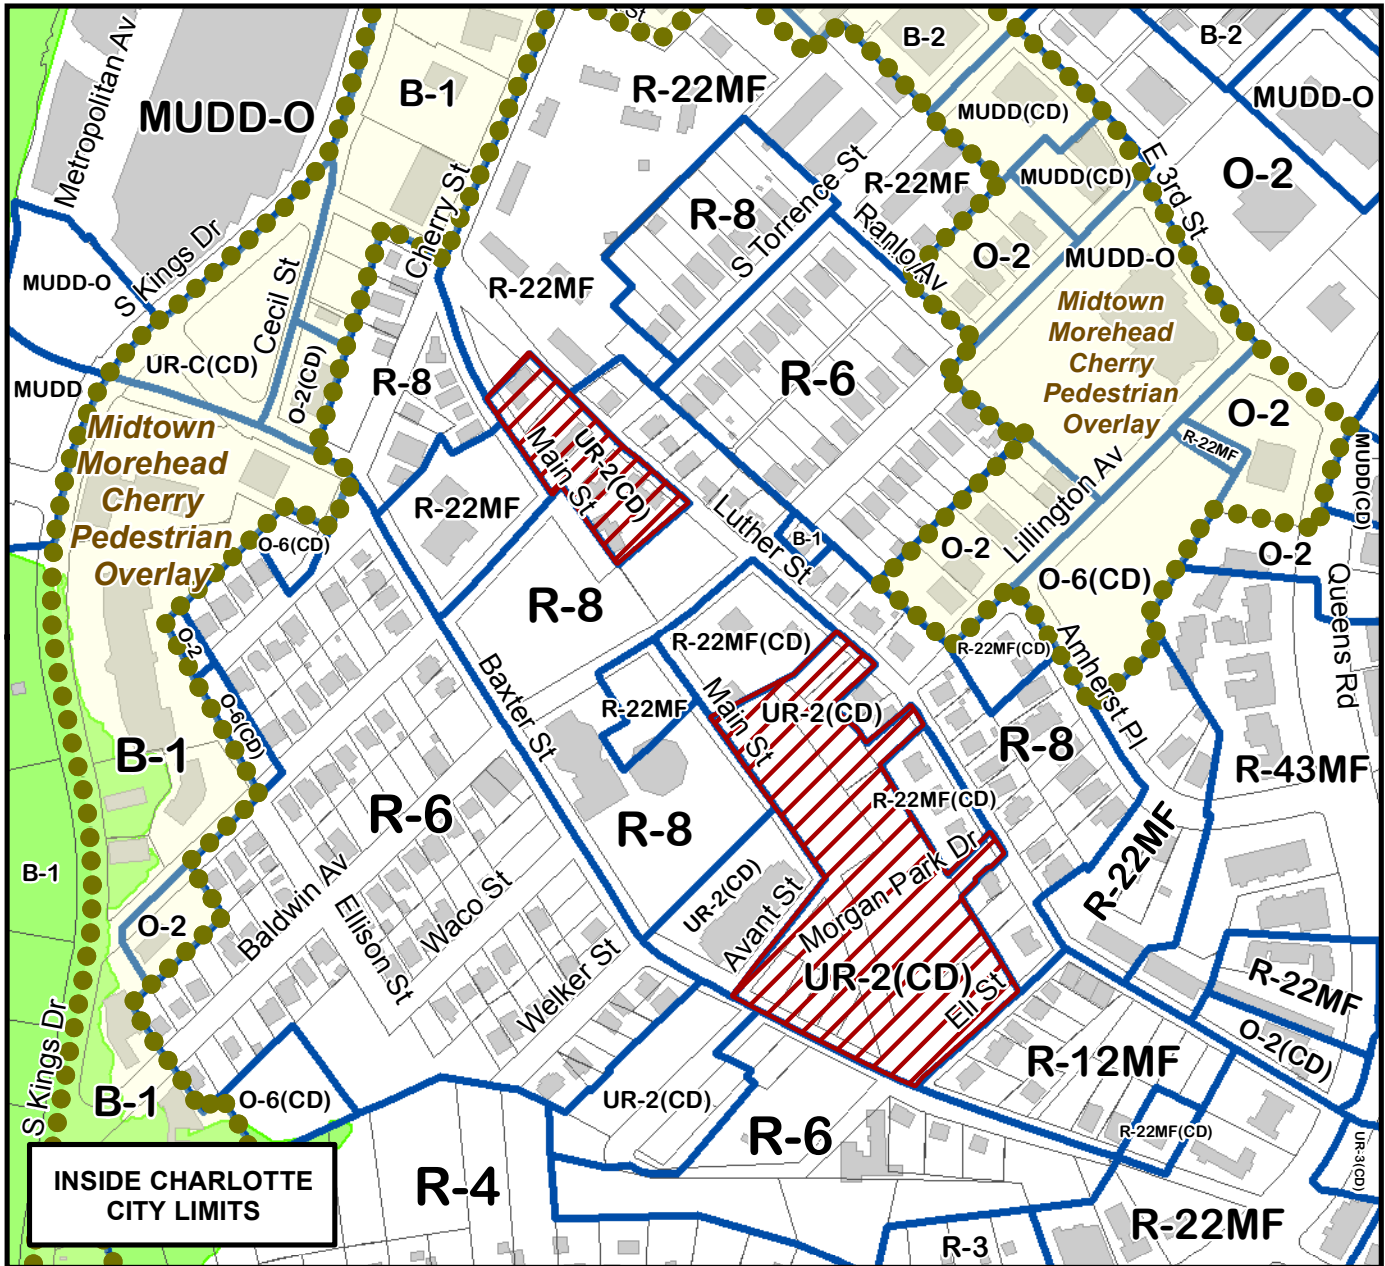 St
B-2
B-2
Metropolitan Av
B-1
R-22MF
MUDD-O
MUDD-O
MUDD(CD)
E 3rd St
O-2
MUDD(CD)
R-22MF
S Torrence St
R-8
Ranlo Av
Cherry St
S Kings Dr
O-2
MUDD-O
MUDD-O
R-22MF
Cecil St
Midtown
Morehead
Cherry
Pedestrian
Overlay
UR-C(CD)
O-2(CD)
MUDD
R-8
R-6
O-2
Midtown
Morehead
Cherry
Pedestrian
Overlay
Main St
UR-2(CD)
R-22MF
MUDD(CD)
Lillington Av
R-22MF
Luther St
B-1
O-6(CD)
O-2
O-2
O-6(CD)
Queens Rd
R-8
O-2
R-22MF(CD)
R-22MF(CD)
Amherst Pl
O-6(CD)
Baxter St
R-22MF
Main St
UR-2(CD)
R-8
B-1
R-43MF
R-22MF(CD)
R-6
R-8
R-22MF
B-1
Morgan Park Dr
UR-2(CD)
Avant St
Baldwin Av
Ellison St
Waco St
O-2
Welker St
UR-2(CD)
Ell St
R-22MF
O-2(CD)
S Kings Dr
R-12MF
B-1
O-6(CD)
UR-2(CD)
R-6
R-22MF(CD)
UR-3(CD)
INSIDE CHARLOTTE
CITY LIMITS
R-4
R-22MF
R-3